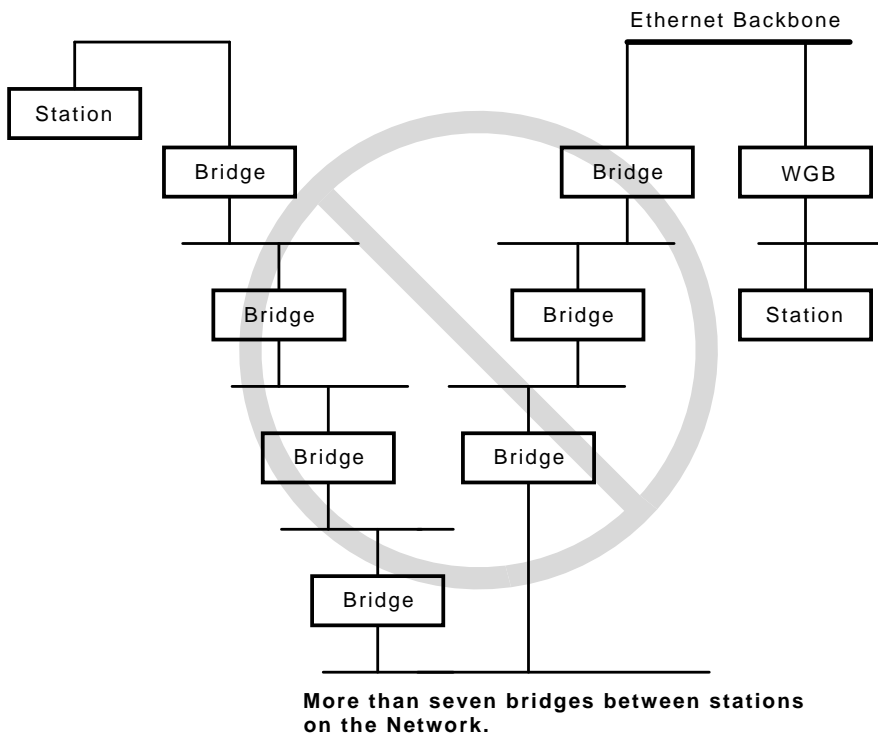 Ethernet Backbone
Station
Bridge
Bridge
WGB
Bridge
Bridge
Station
Bridge
Bridge
Bridge
More than seven bridges between stations
on the Network.